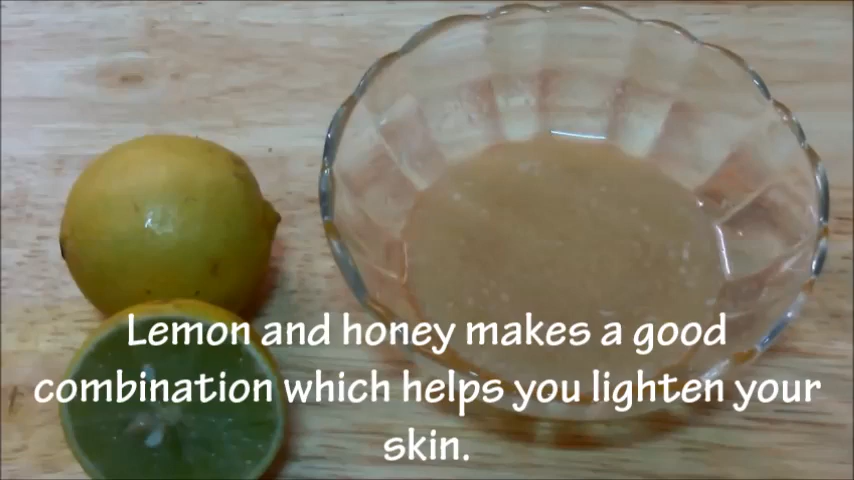 Lemon and honey makes a good
combination which helps you lighten your
skin.